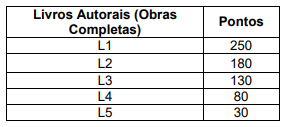 Livros Autorais (Obras Completas) Pontos
L1 250
L2 180
L3 130
L4 80
L5 30